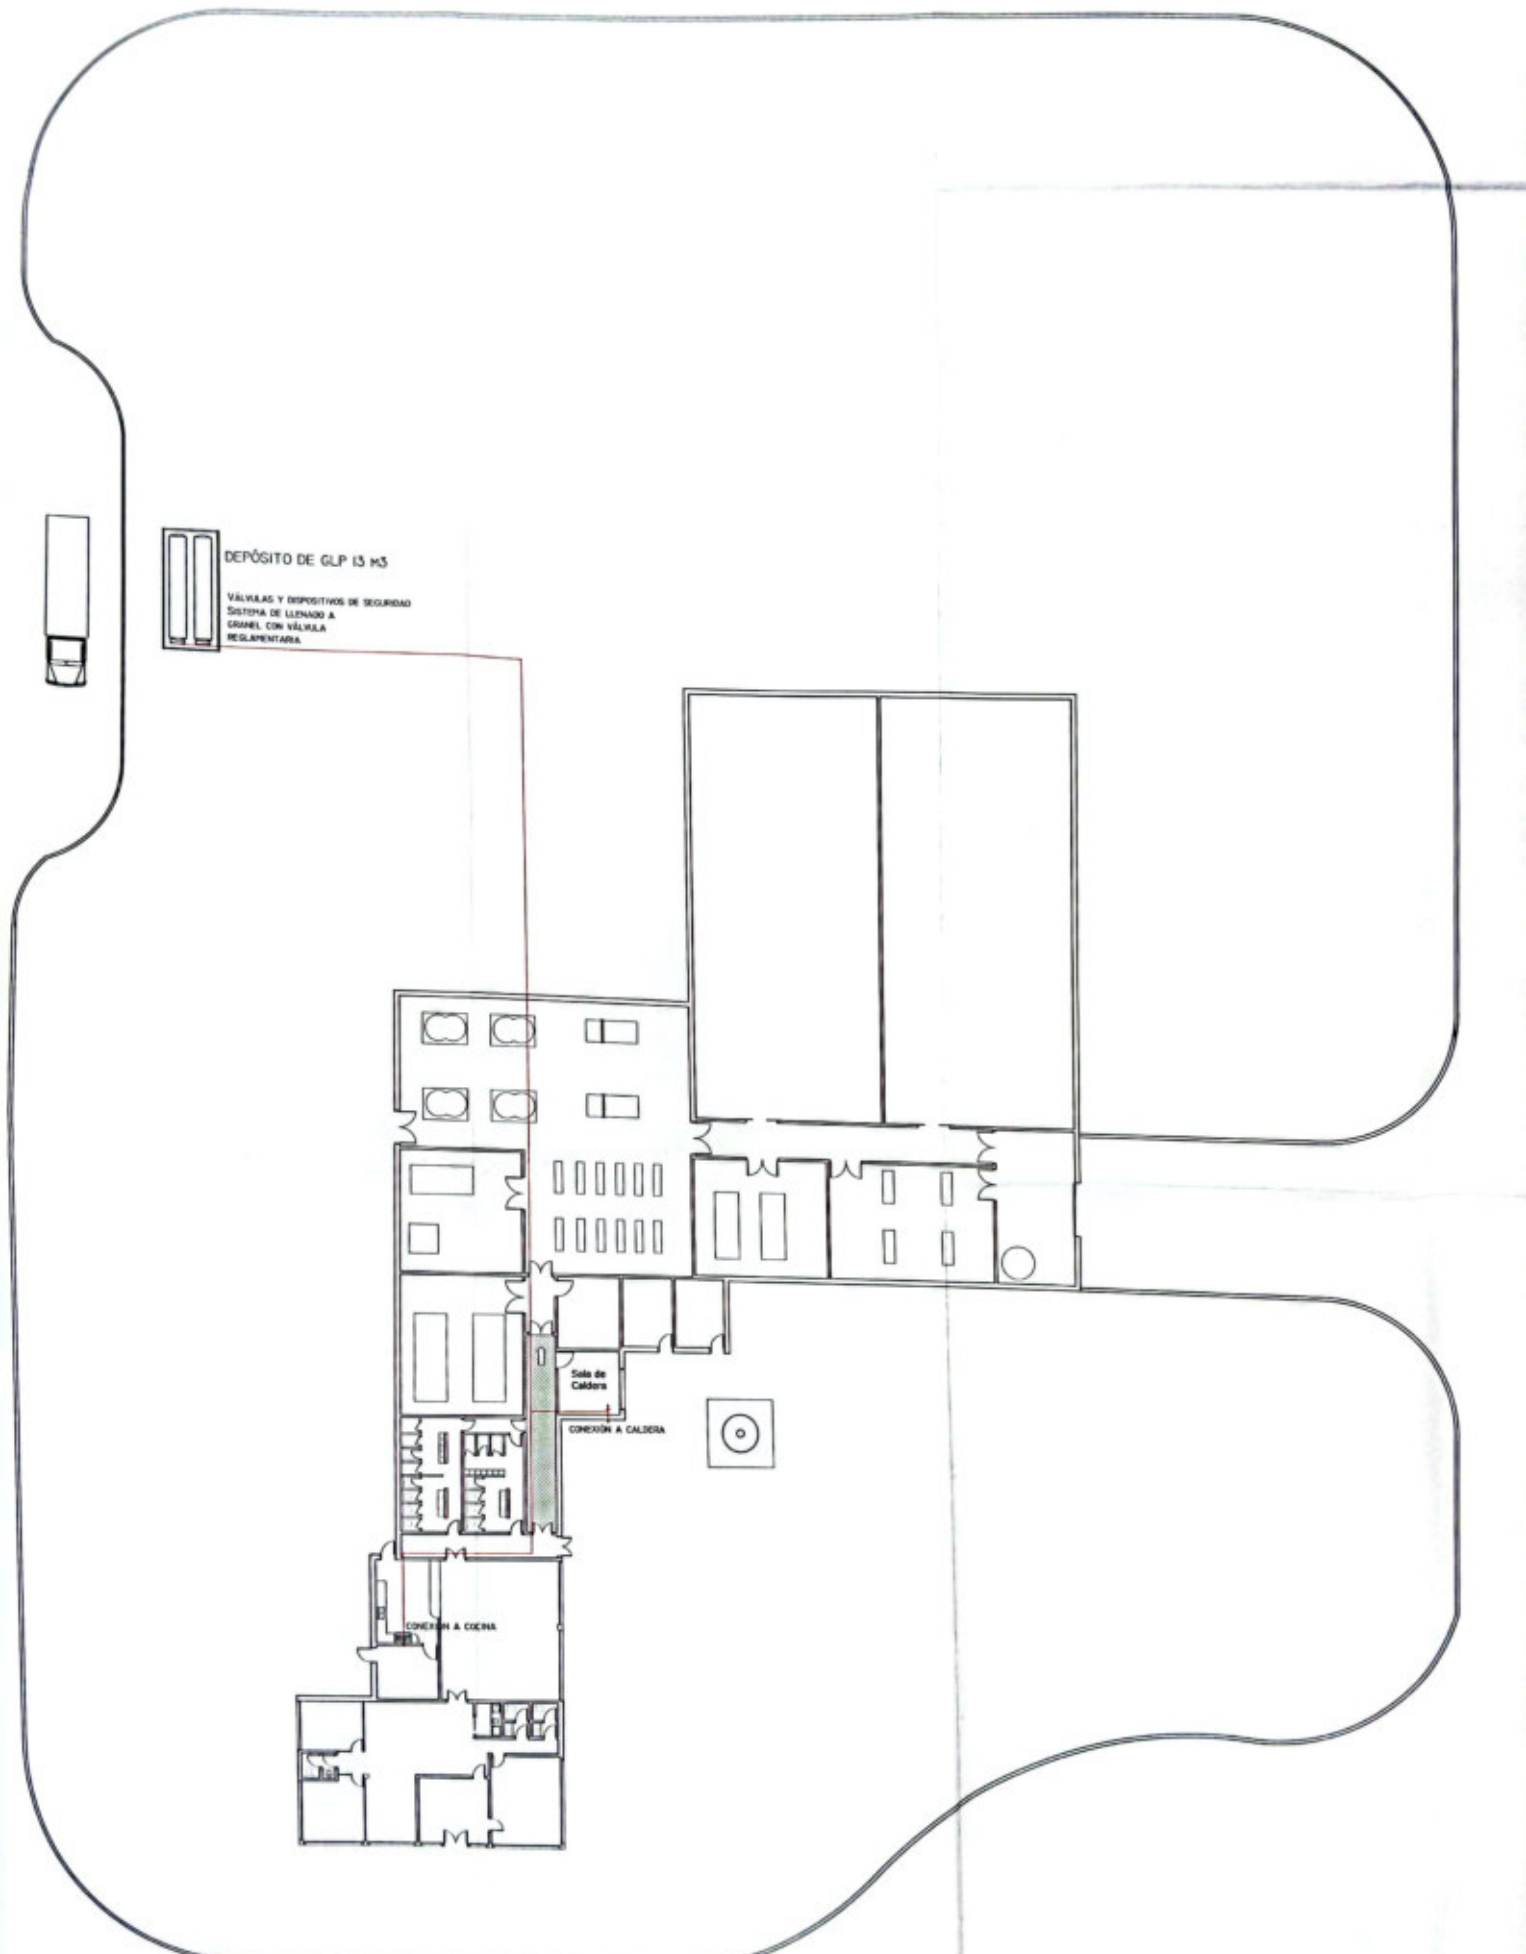 DEPÓSITO DE GLP 13 M3
VÁLVULAS Y DISPOSITIVOS DE SEGURIDAD
SISTEMA DE LLENADO A
GRANEL CON VÁLVULA
REGLAMENTARIA
Sala de
Caldera
CONEXIÓN A CALDERA
CONEXIÓN A COCINA